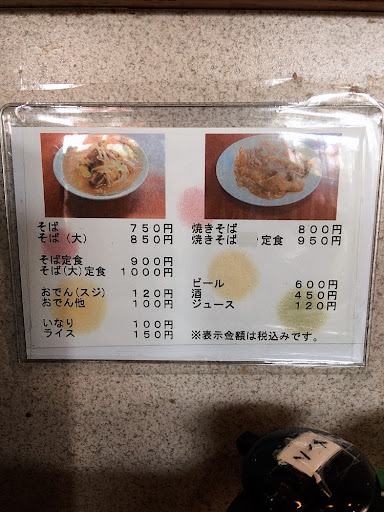 そば 750円
そば(大) 850円
そば定食 900円
そば(大)定食 1000円
おでん(スジ) 120円
おでん他 100円
いなり 100円
ライス 150円
焼きそば 800円
焼きそば 定食 950円
ビール 600円
酒 450円
ジュース 120円
※表示金額は税込みです。